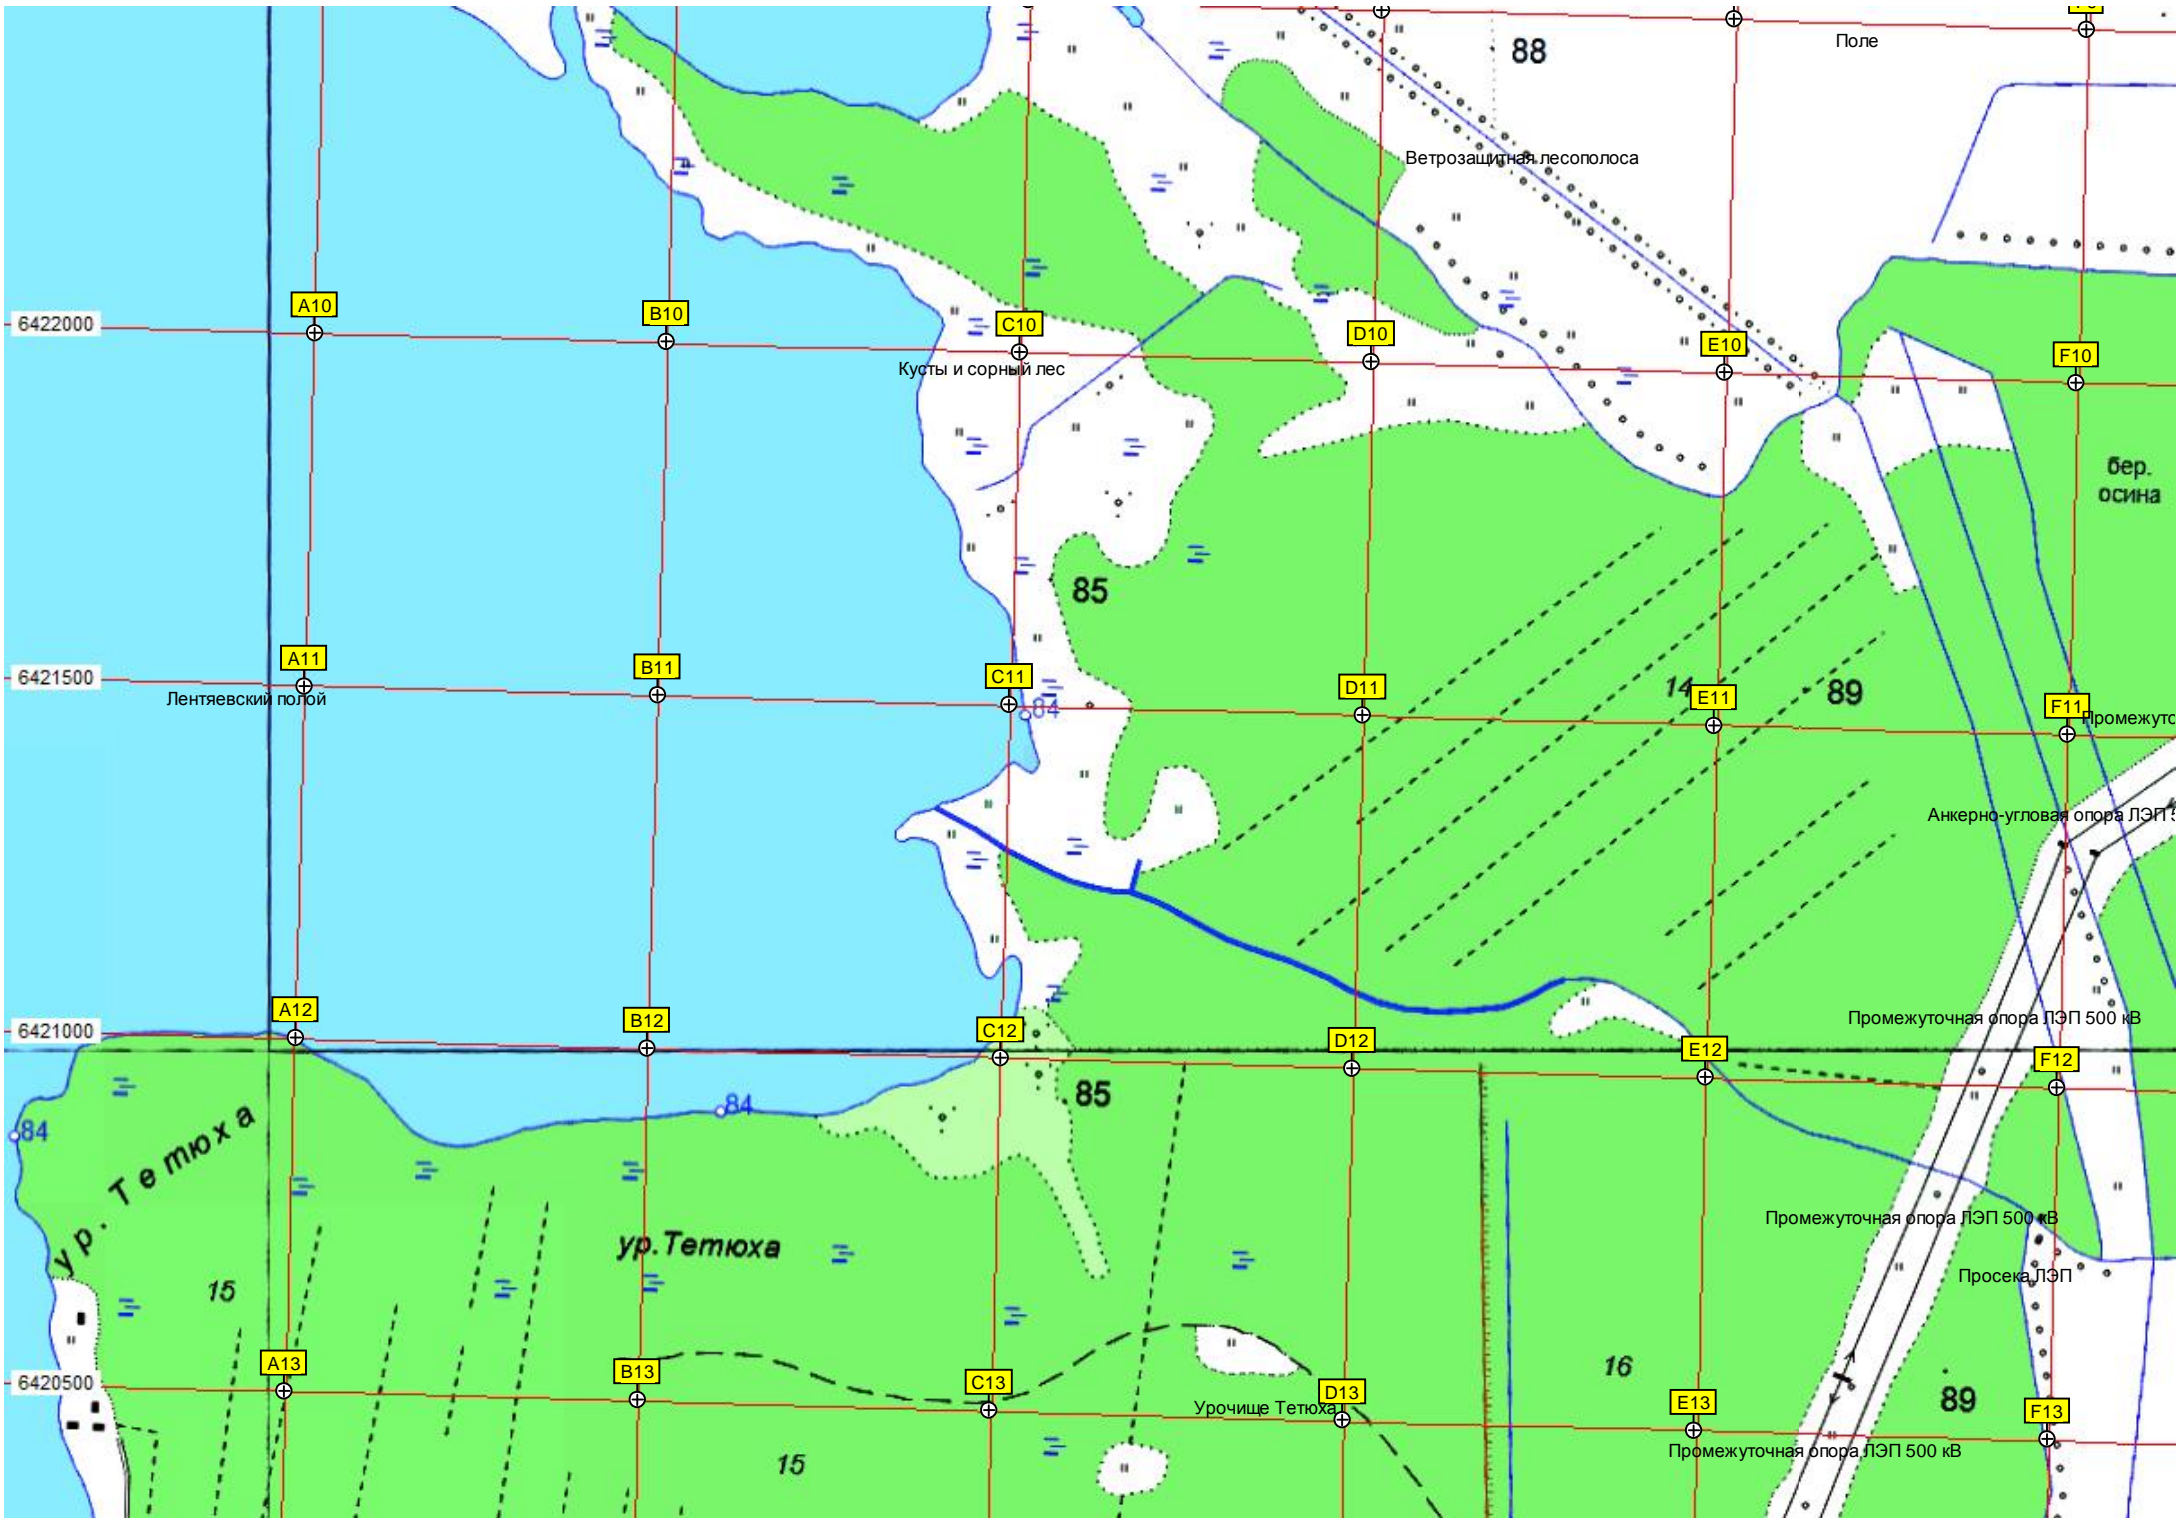 88
Поле
Ветрозащитная лесополоса
6422000
A10
B10
C10
D10
E10
F10
Кусты и сорный лес
бер.
осина
85
6421500
A11
B11
C11
D11
14
E11
89
F11
Лентяевский полой
84
Промежуто
Анкерно-угловая опора ЛЭП 5
6421000
A12
B12
C12
D12
E12
F12
Промежуточная опора ЛЭП 500 кВ
84
84
85
ур. Тетюха
ур.Тетюха
Промежуточная опора ЛЭП 500 кВ
Просека ЛЭП
15
6420500
A13
B13
C13
D13
E13
F13
16
89
Урочище Тетюха
Промежуточная опора ЛЭП 500 кВ
15